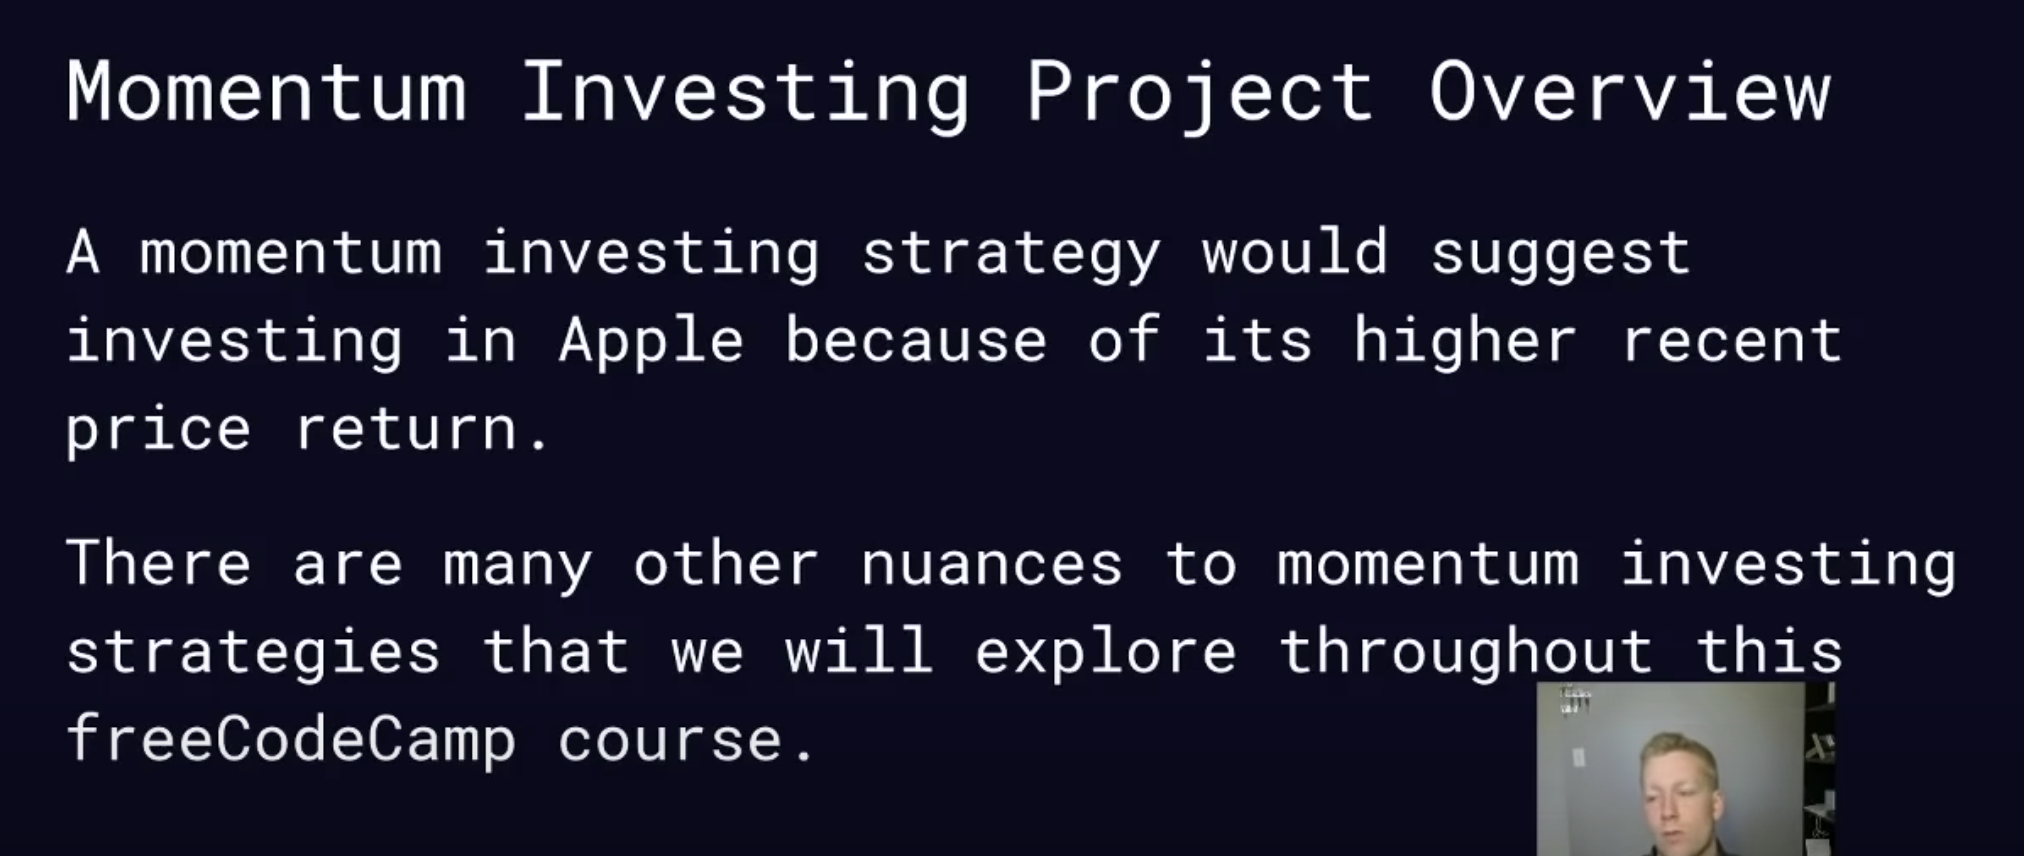 Momentum Investing Project Overview
A momentum investing strategy would suggest
investing in Apple because of its higher recent
price return.
There are many other nuances to momentum investing
strategies that we will explore throughout this
freeCodeCamp course.